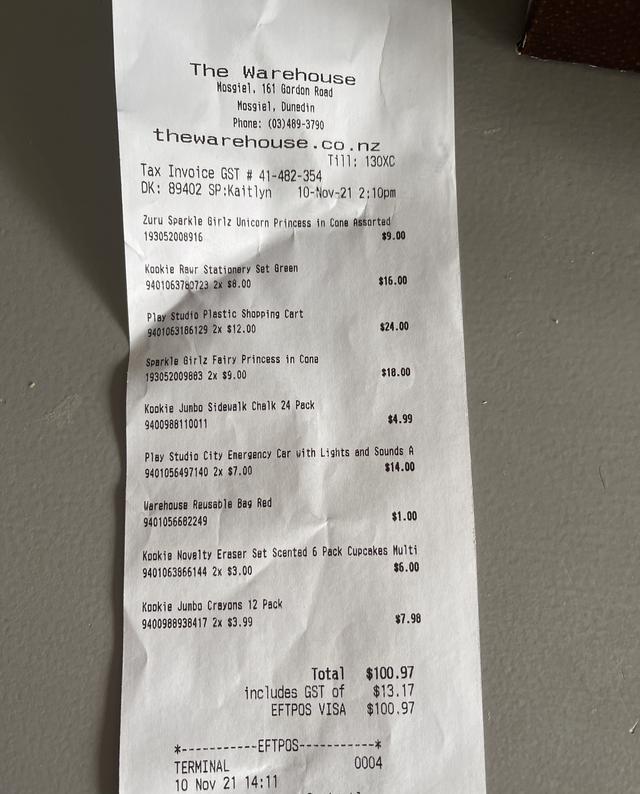 The Warehouse
Mosgiel, 161 Gordon Road
Mosgiel, Dunedin
Phone: (03)489-3790
thewarehouse.co.nz
Till: 130XC
Tax Invoice GST # 41-482-354
DK: 89402 SP:Kaitlyn 10-Nov-21 2:10pm
Zuru Sparkle Girlz Unicorn Princess in Cone Assorted
193052008916 $9.00
Kookie Rawr Stationery Set Green
9401063760723 2x $8.00 $16.00
Play Studio Plastic Shopping Cart
9401063186129 2x $12.00 $24.00
Sparkle Girlz Fairy Princess in Cone
193052009883 2x $9.00 $18.00
Kookie Jumbo Sidewalk Chalk 24 Pack
9400988110011 $4.99
Play Studio City Emergency Car with Lights and Sounds A
9401056497140 2x $7.00 $14.00
Warehouse Reusable Bag Red
9401056682249 $1.00
Kookie Novelty Eraser Set Scented 6 Pack Cupcakes Multi
9401063866144 2x $3.00 $6.00
Kookie Jumbo Crayons 12 Pack
9400988938417 2x $3.99 $7.98
Total $100.97
includes GST of $13.17
EFTPOS VISA $100.97
*-----------EFTPOS-----------*
TERMINAL 0004
10 Nov 21 14:11